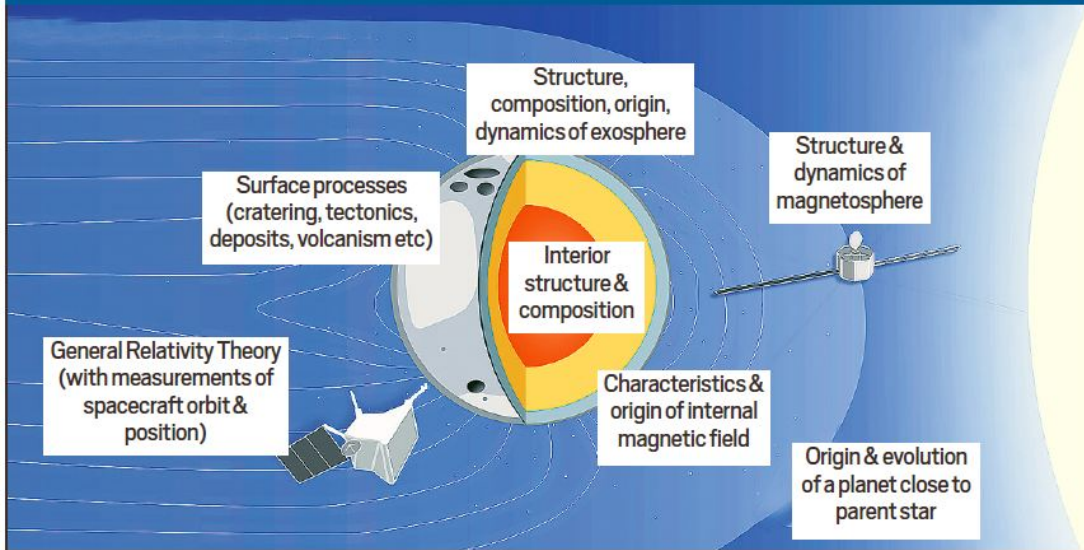 Structure,
composition, origin,
dynamics of exosphere
Structure &
dynamics of
magnetosphere
Surface processes
(cratering, tectonics,
deposits, volcanism etc)
Interior
structure &
composition
General Relativity Theory
(with measurements of
spacecraft orbit &
position)
Characteristics &
origin of internal
magnetic field
Origin & evolution
of a planet close to
parent star